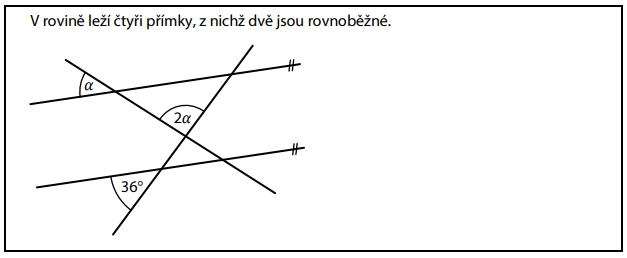 V rovině leží čtyři přímky, z nichž dvě jsou rovnoběžné.
α
2α
36°